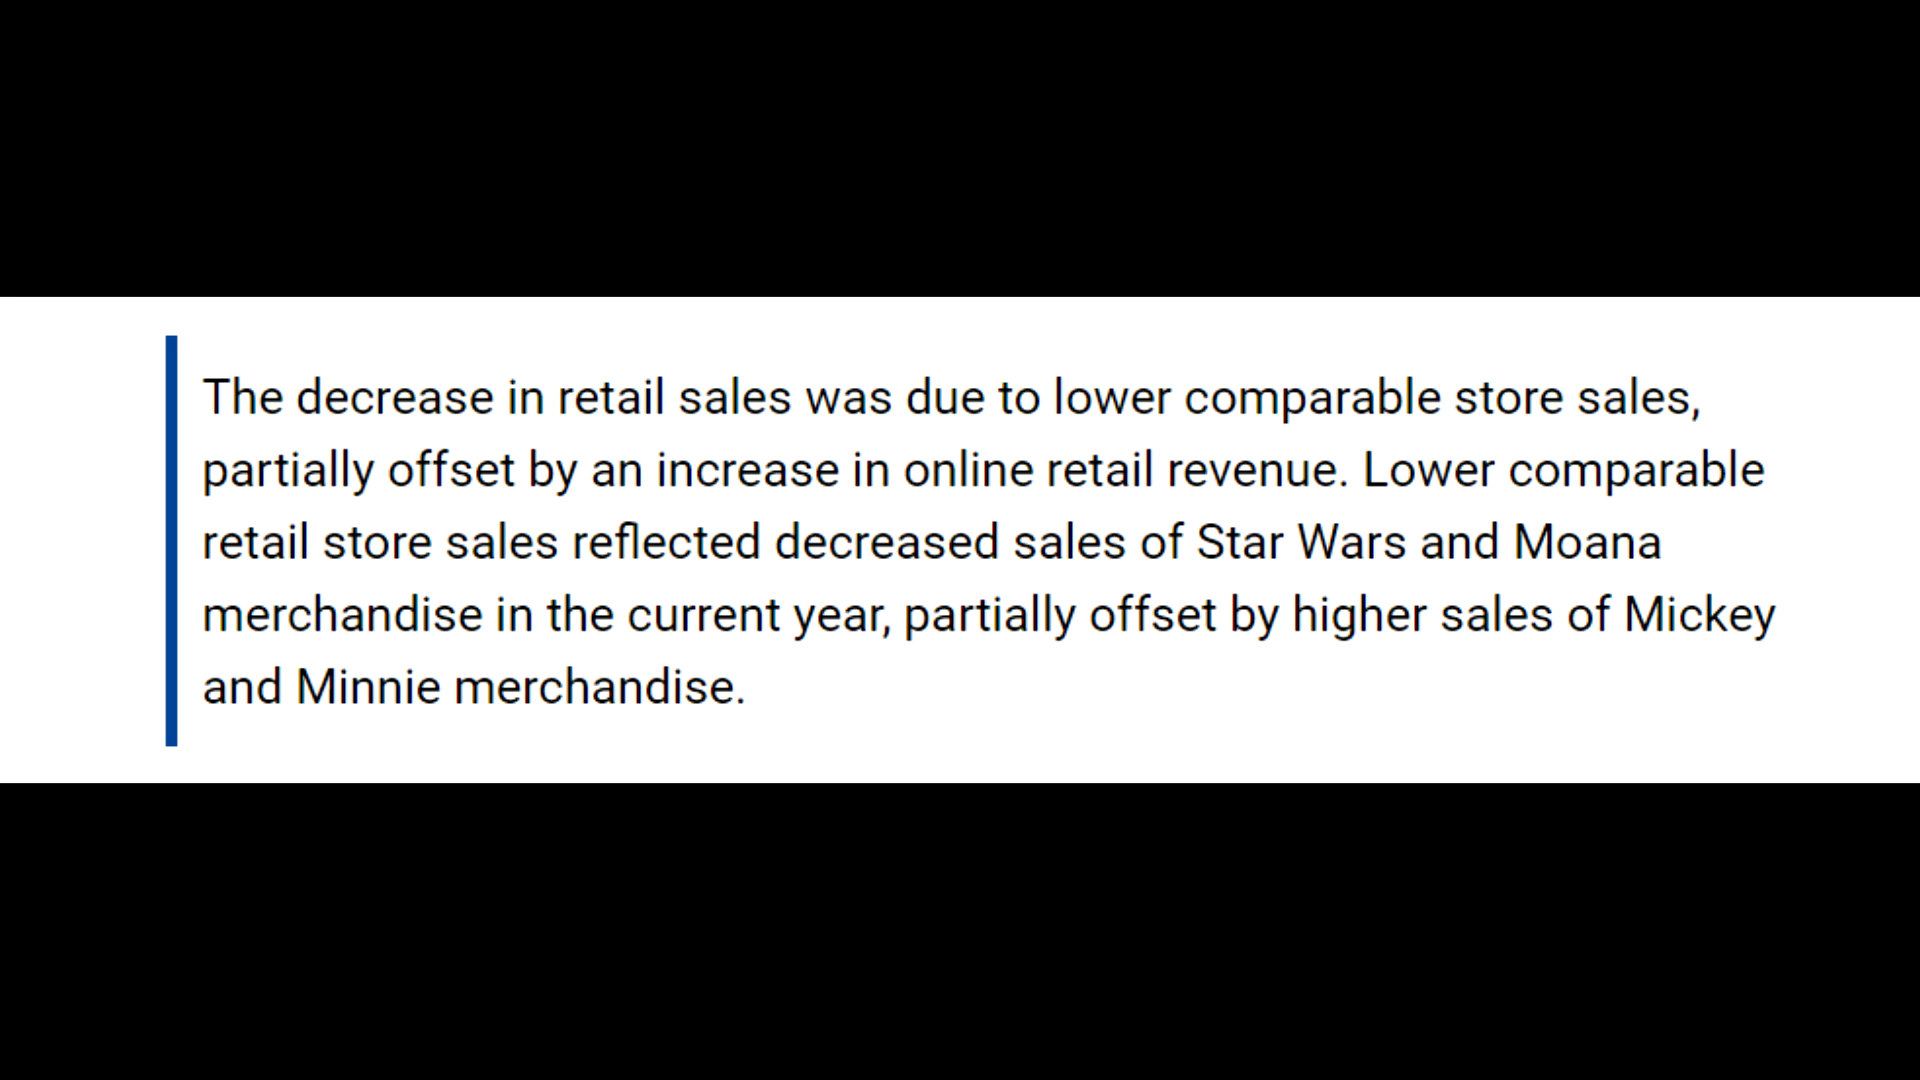 The decrease in retail sales was due to lower comparable store sales,
partially offset by an increase in online retail revenue. Lower comparable
retail store sales reflected decreased sales of Star Wars and Moana
merchandise in the current year, partially offset by higher sales of Mickey
and Minnie merchandise.